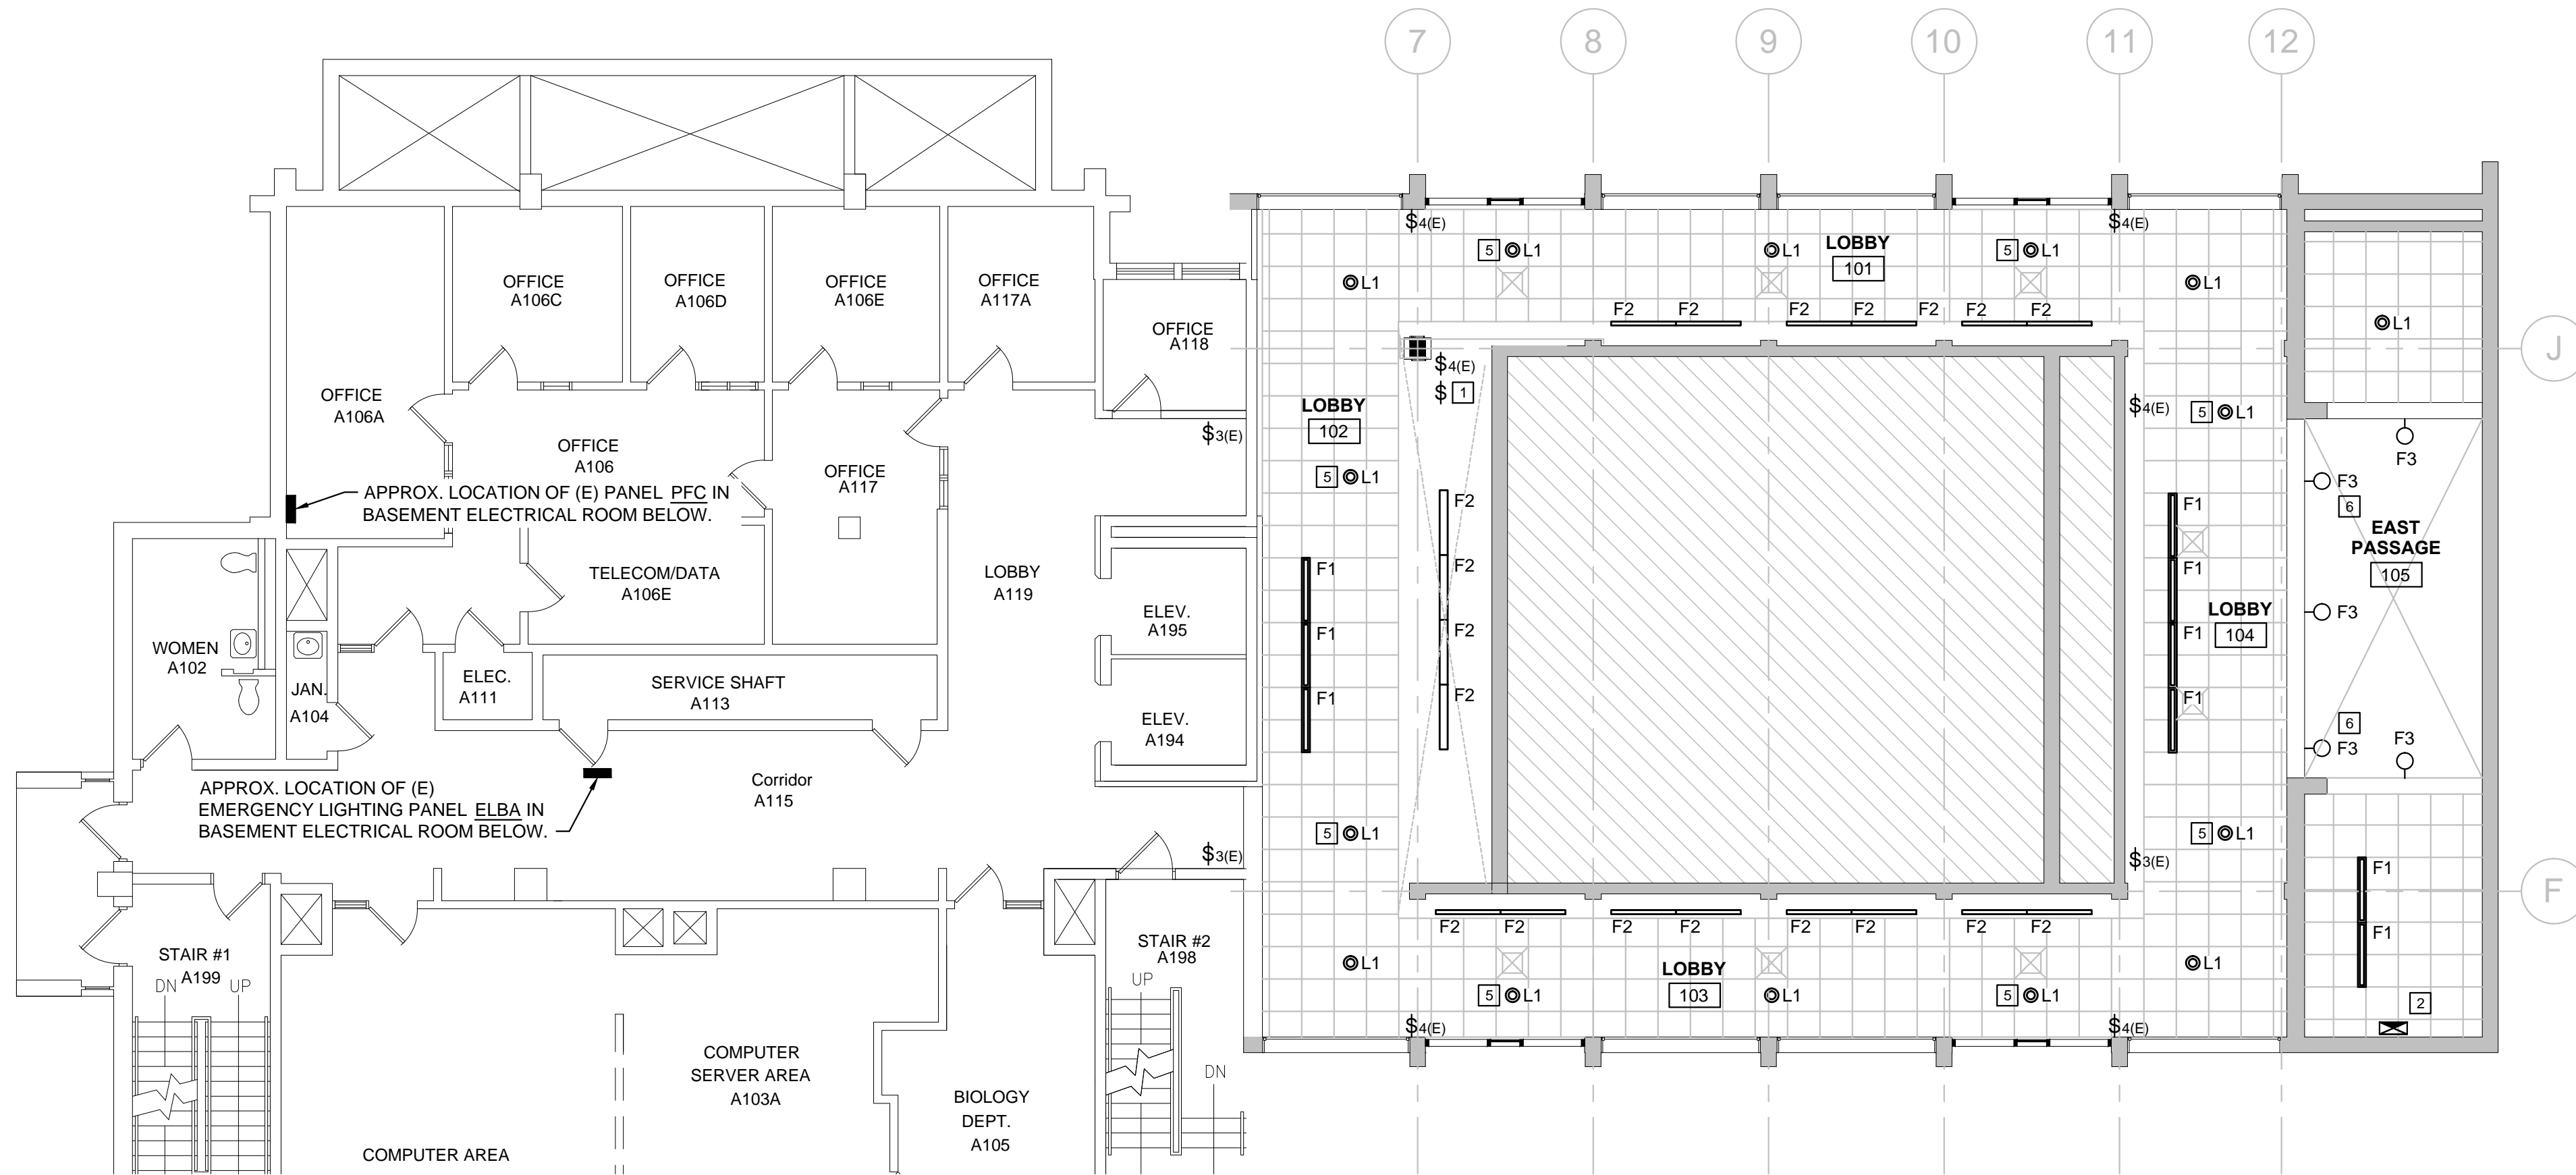 7
8
9
10
11
12
$4(E)
$4(E)
5 L1
L1
LOBBY
101
5 L1
L1
L1
OFFICE
A106C
OFFICE
A106D
OFFICE
A106E
OFFICE
A117A
OFFICE
A118
F2 F2
F2 F2 F2
F2 F2
L1
J
$4(E)
$ 1
OFFICE
A106A
LOBBY
102
$3(E)
$4(E)
5 L1
OFFICE
A106
OFFICE
A117
5 L1
F3
F3
6
APPROX. LOCATION OF (E) PANEL PFC IN
BASEMENT ELECTRICAL ROOM BELOW.
F2
F1
EAST
PASSAGE
105
TELECOM/DATA
A106E
LOBBY
A119
F1
F2
F1
ELEV.
A195
F3
LOBBY
104
WOMEN
A102
F1
F2
F1
JAN.
A104
ELEC.
A111
SERVICE SHAFT
A113
F1
F2
F1
ELEV.
A194
6
F3
F3
APPROX. LOCATION OF (E)
EMERGENCY LIGHTING PANEL ELBA IN
BASEMENT ELECTRICAL ROOM BELOW.
Corridor
A115
5 L1
5 L1
$3(E)
$3(E)
F1
F
F2 F2
F2 F2
F2 F2
F2 F2
F1
STAIR #1
A199
DN UP
STAIR #2
A198
UP
L1
LOBBY
103
L1
5 L1
L1
5 L1
2
$4(E)
$4(E)
COMPUTER
SERVER AREA
A103A
DN
BIOLOGY
DEPT.
A105
COMPUTER AREA